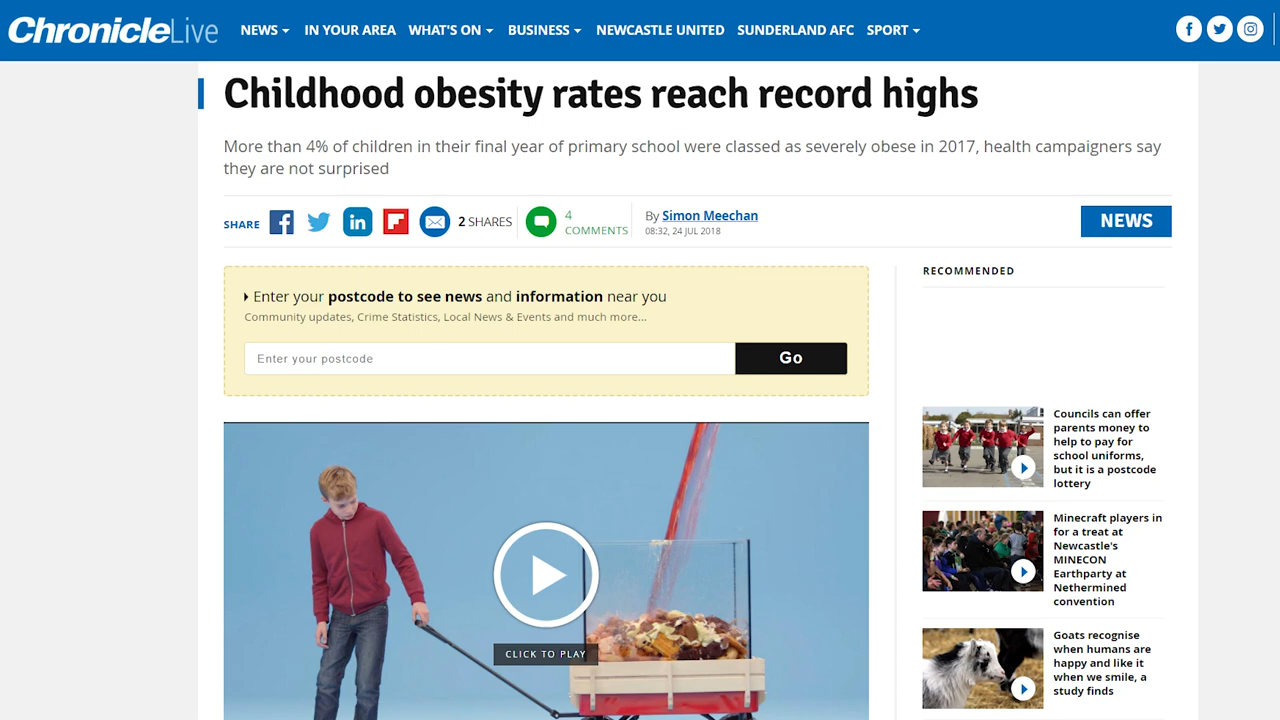 ChronicleLive NEWS IN YOUR AREA WHAT'S ON BUSINESS NEWCASTLE UNITED SUNDERLAND AFC SPORT
Childhood obesity rates reach record highs
More than 4% of children in their final year of primary school were classed as severely obese in 2017, health campaigners say
they are not surprised
SHARE
2 SHARES
4
COMMENTS
By Simon Meechan
08:32, 24 JUL 2018
NEWS
Enter your postcode to see news and information near you
Community updates, Crime Statistics, Local News & Events and much more...
Enter your postcode
Go
CLICK TO PLAY
RECOMMENDED
Councils can offer
parents money to
help to pay for
school uniforms,
but it is a postcode
lottery
Minecraft players in
for a treat at
Newcastle's
MINECON
Earthparty at
Nethermined
convention
Goats recognise
when humans are
happy and like it
when we smile, a
study finds